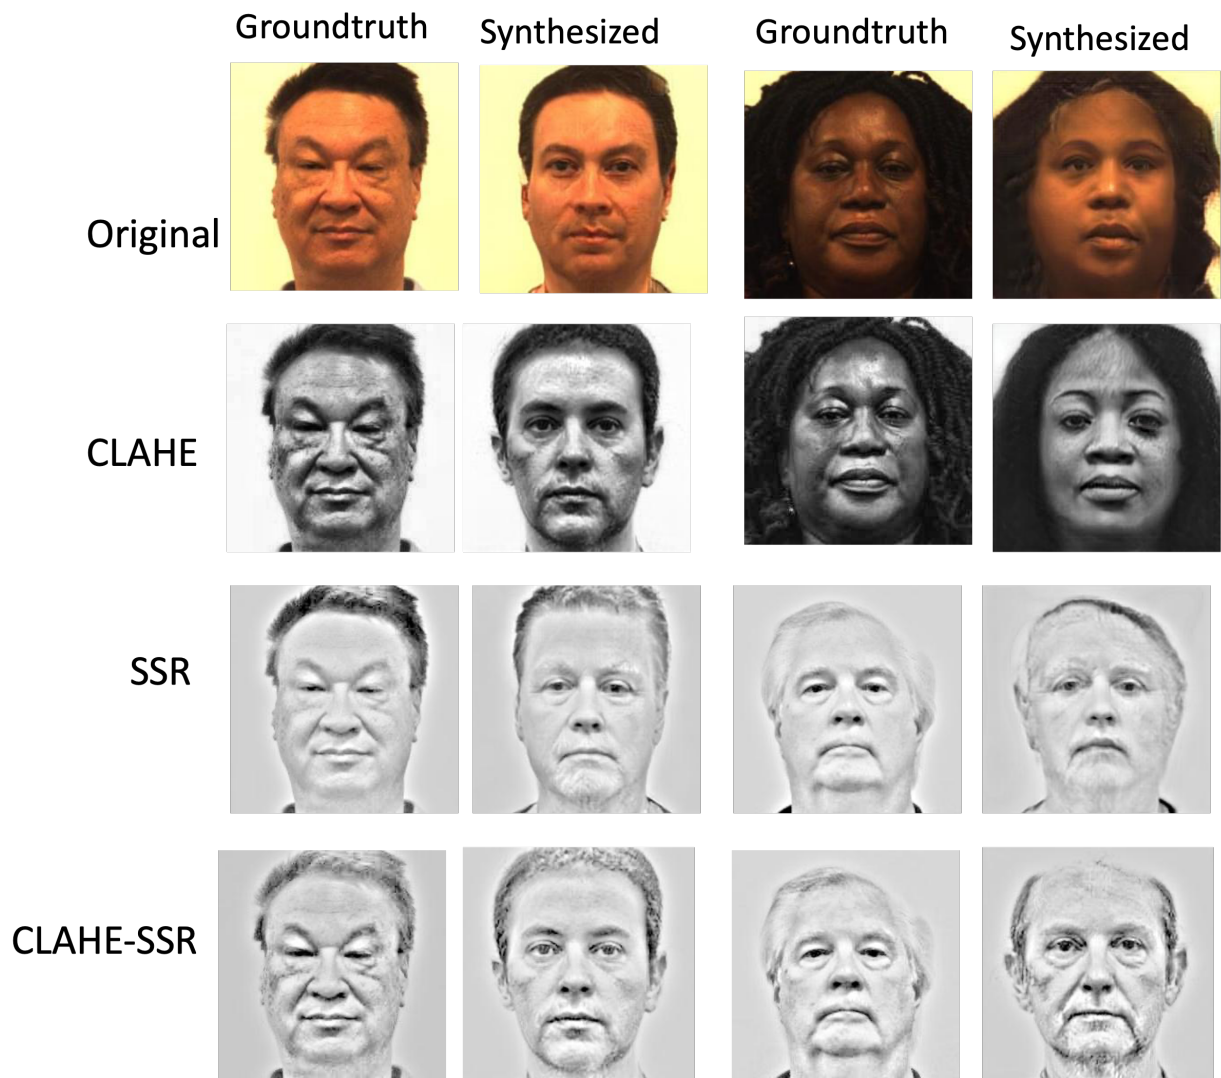 Groundtruth
Synthesized
Groundtruth
Synthesized
Original
CLAHE
SSR
CLAHE-SSR